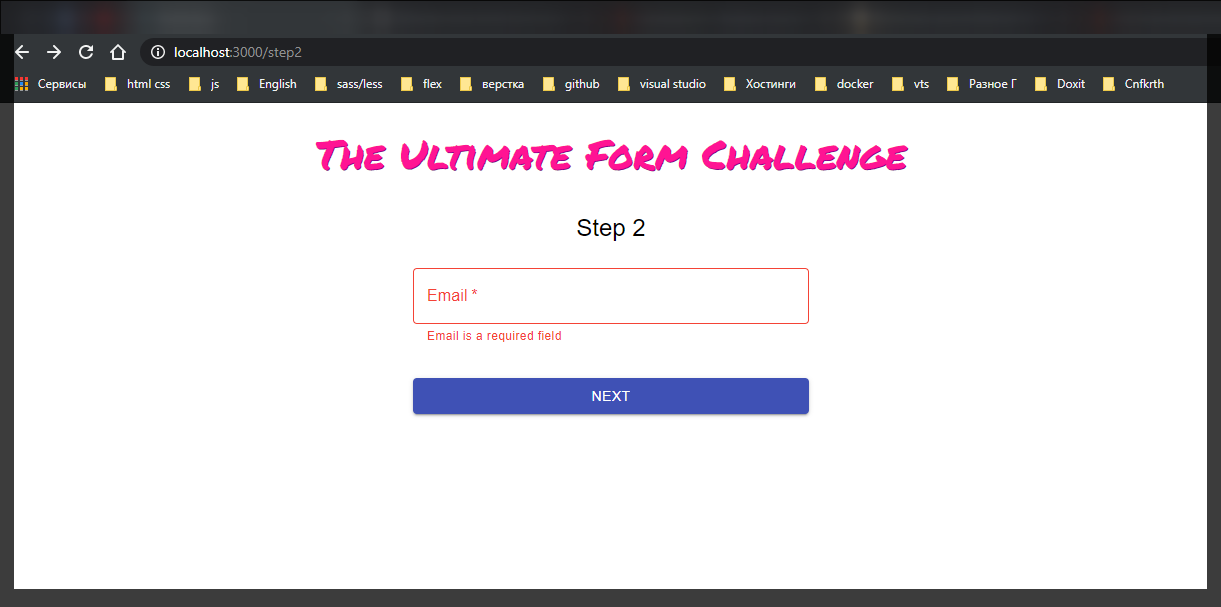 localhost:3000/step2
Сервисы html css js English sass/less flex верстка github visual studio Хостинги docker vts Разное Г Doxit Cnfkrth
The Ultimate Form Challenge
Step 2
Email *
Email is a required field
NEXT